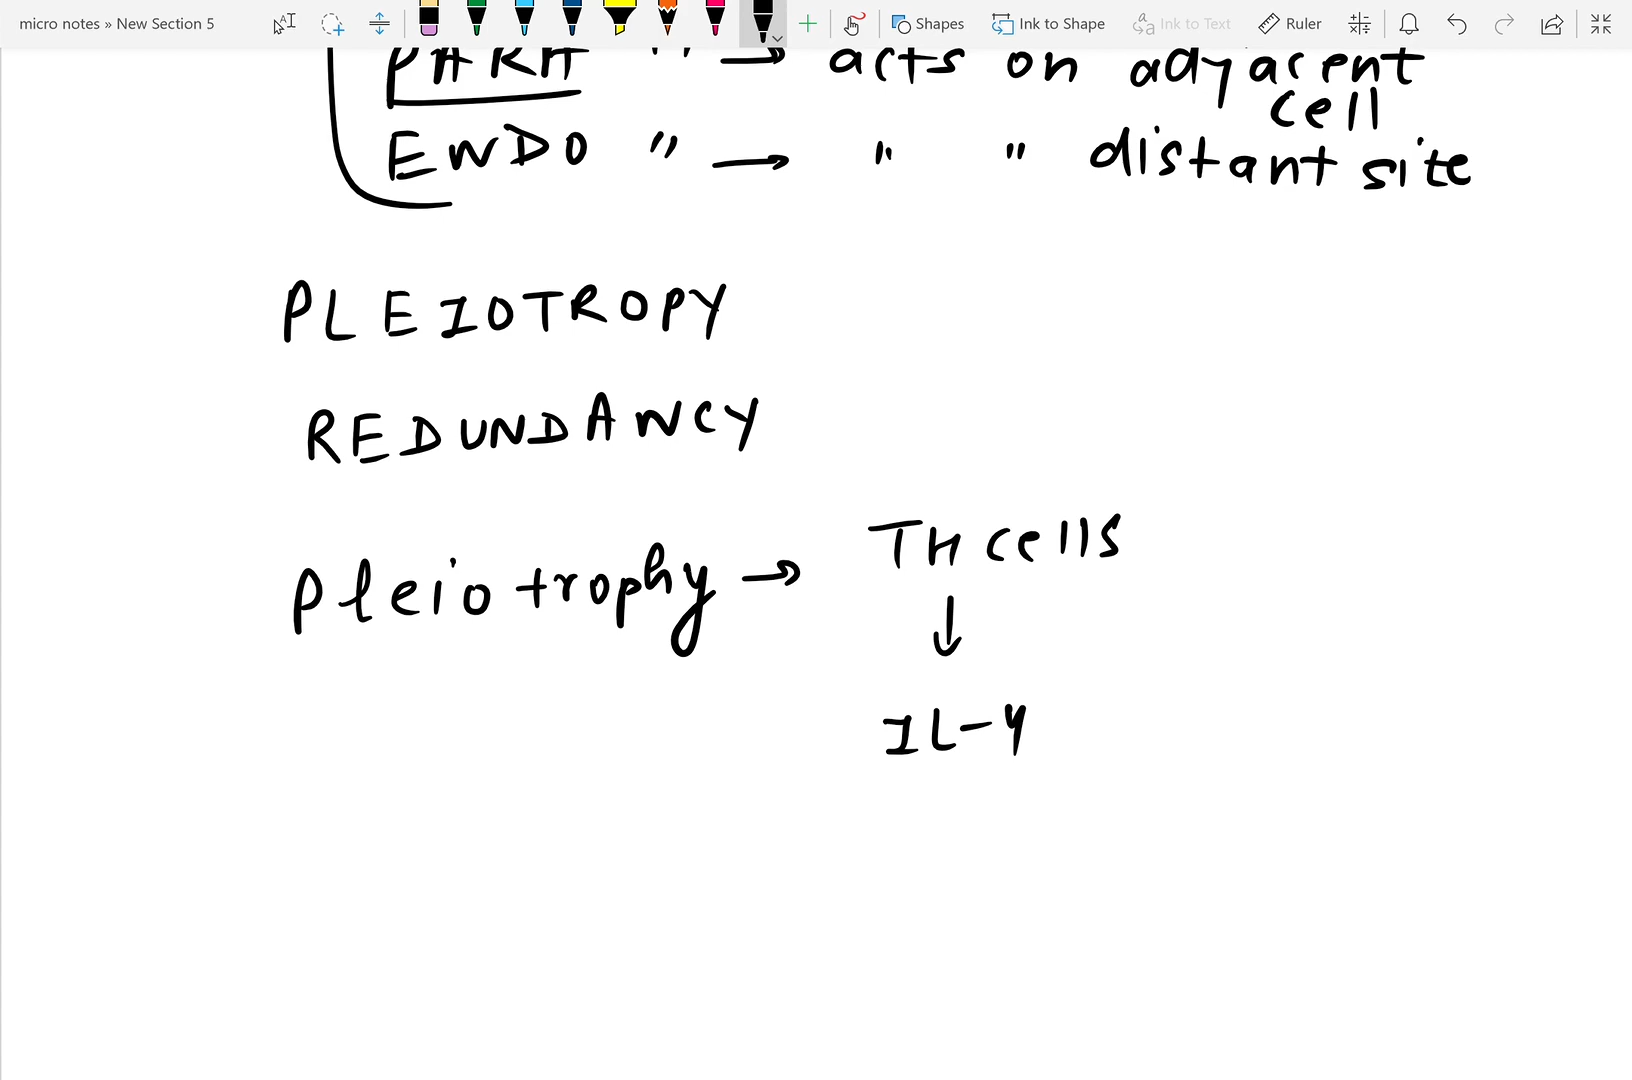 micro notes » New Section 5 Shapes Ink to Shape Ink to Text Ruler
PARA " → acts on adjacent
cell
ENDO " → " " distant site
PLEIOTROPY
REDUNDANCY
Pleiotrophy → TH cells
↓
IL-4